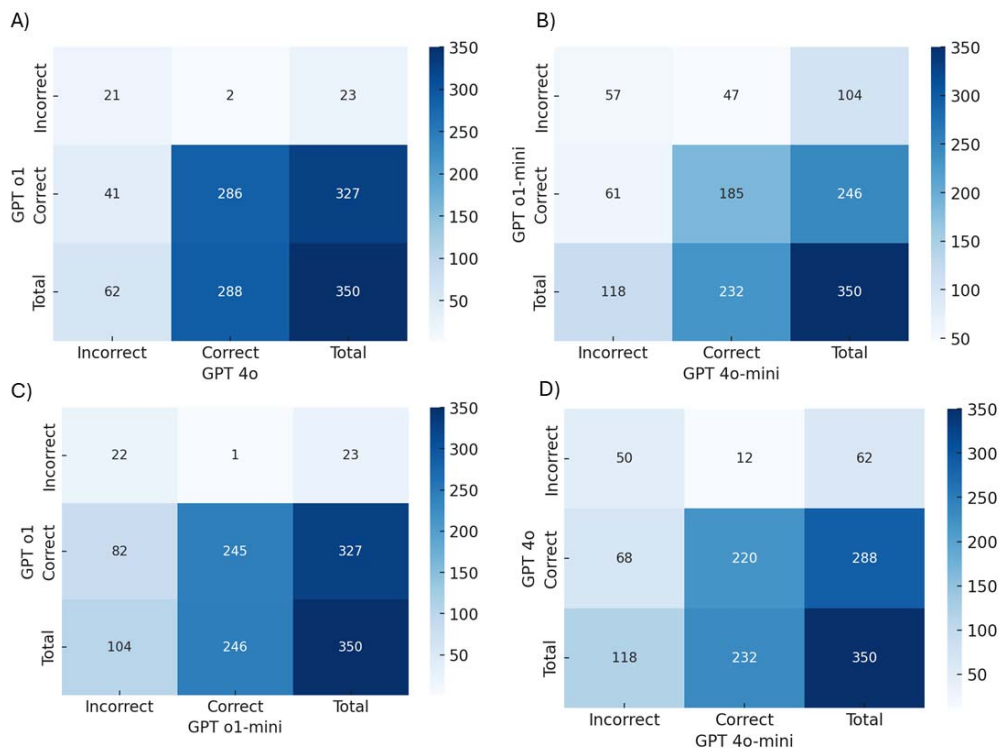 A)
Incorrect
GPT o1
Correct
Total
21 2 23
41 286 327
62 288 350
Incorrect Correct Total
GPT 4o
350
300
250
200
150
100
50
B)
Incorrect
GPT o1-mini
Correct
Total
57 47 104
61 185 246
118 232 350
Incorrect Correct Total
GPT 4o-mini
350
300
250
200
150
100
50
C)
Incorrect
GPT o1
Correct
Total
22 1 23
82 245 327
104 246 350
Incorrect Correct Total
GPT o1-mini
350
300
250
200
150
100
50
D)
Incorrect
GPT 4o
Correct
Total
50 12 62
68 220 288
118 232 350
Incorrect Correct Total
GPT 4o-mini
350
300
250
200
150
100
50